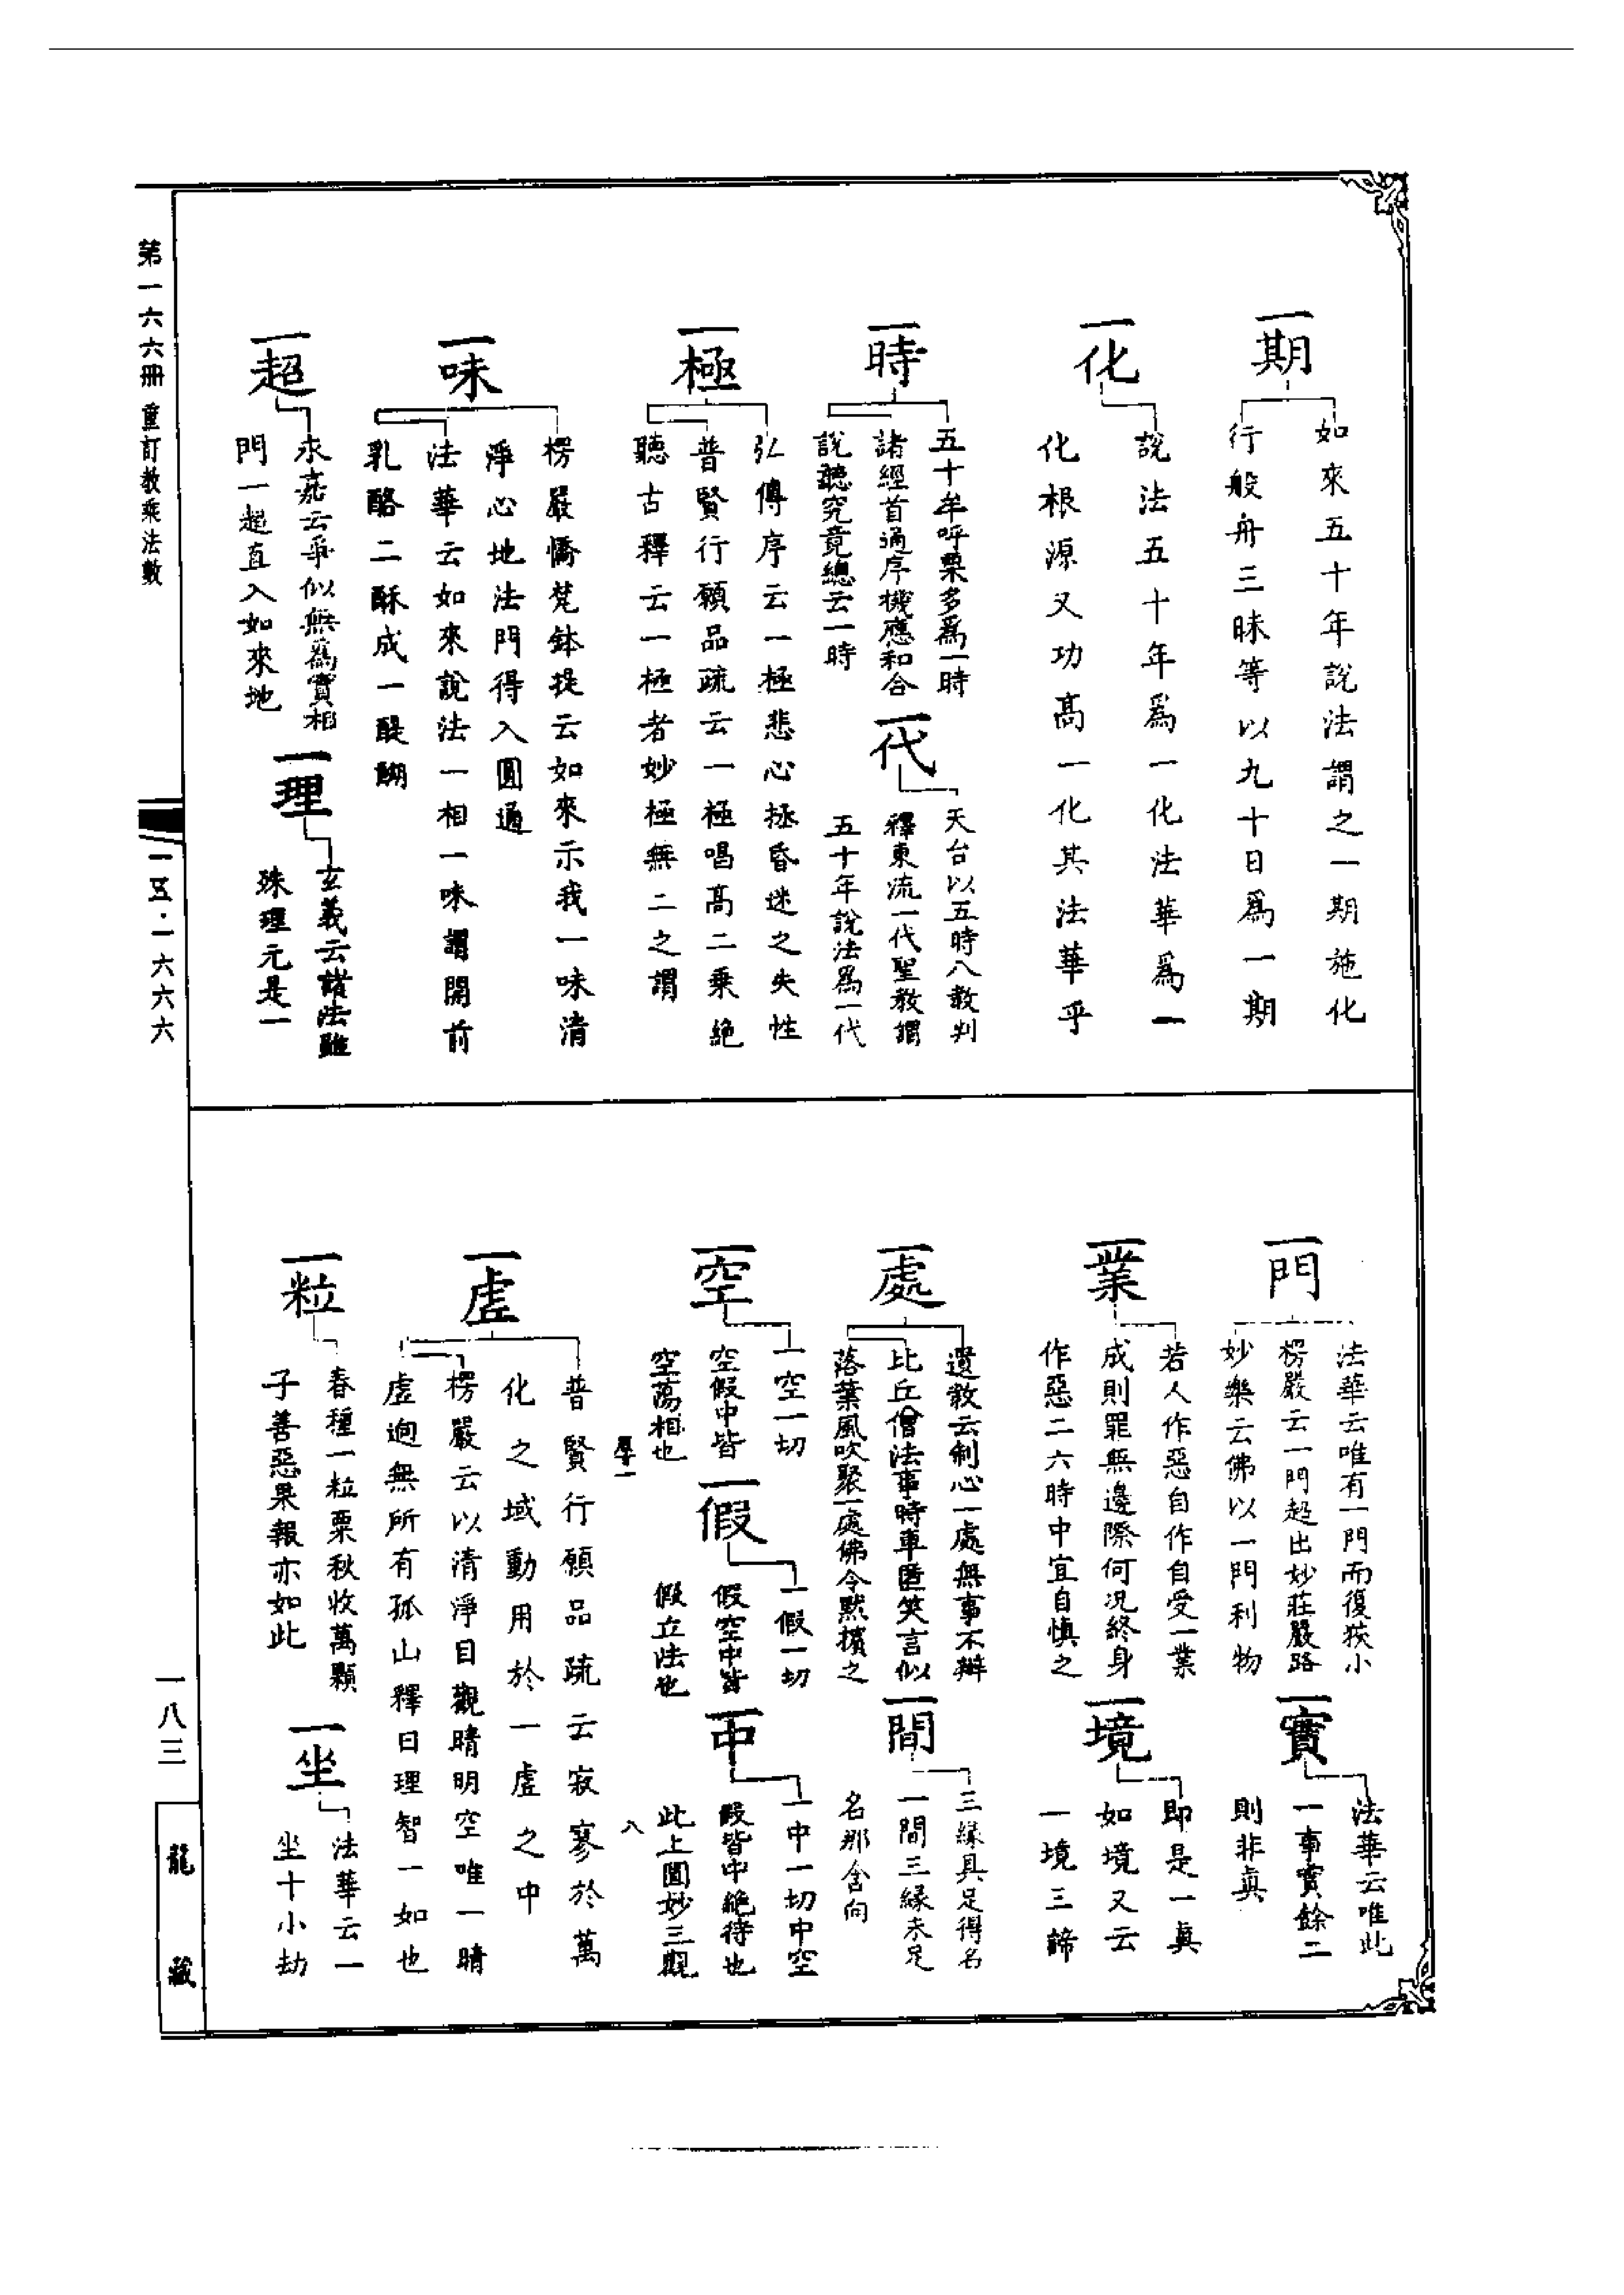 一期
如來五十年說法謂之一期施化
行般舟三昧等以九十日爲一期
一化
說法五十年爲一化法華爲一
化根源又功高一化其法華乎
一時
五十年呼栗多爲一時
諸經首通序機應和合
說聽究竟總云一時
一代
天台以五時八教判
釋東流一代聖教謂
五十年說法爲一代
一極
弘傳序云一極悲心拯昏迷之失性
普賢行願品疏云一極唱高二乘絶
聽古釋云一極者妙極無二之謂
一味
楞嚴憍梵鉢提云如來示我一味清
淨心地法門得入圓通
法華云如來說法一相一味謂開前
乳酪二酥成一醍醐
一超
永嘉云爭似無爲實相
門一超直入如來地
一理
玄義云諸法雖
殊理元是一
一門
法華云唯有一門而復狹小
楞嚴云一門超出妙莊嚴路
妙樂云佛以一門利物
一實
法華云唯此
一事實餘二
則非眞
一業
若人作惡自作自受一業
成則罪無邊際何况終身
作惡二六時中宜自慎之
一境
即是一眞
如境又云
一境三諦
一處
遺教云制心一處無事不辦
比丘僧法事時車匿笑言似
落葉風吹聚一處佛令默擯之
一間
三緣具足得名
一間三緣未足
名那含向
一空
一空一切
空假中皆
空蕩相也
一假
一假一切
假空中皆
假立法也
一中
一中一切中空
假皆中絶待也
此上圓妙三觀
八
一虛
普賢行願品疏云寂寥於萬
化之域動用於一虛之中
楞嚴云以清淨目觀晴明空唯一晴
虛迥無所有孤山釋曰理智一如也
一粒
春種一粒粟秋收萬顆
子善惡果報亦如此
一坐
法華云一
坐十小劫
第一六六冊 重訂教乘法數
一五·一六六六
一八三
龍藏